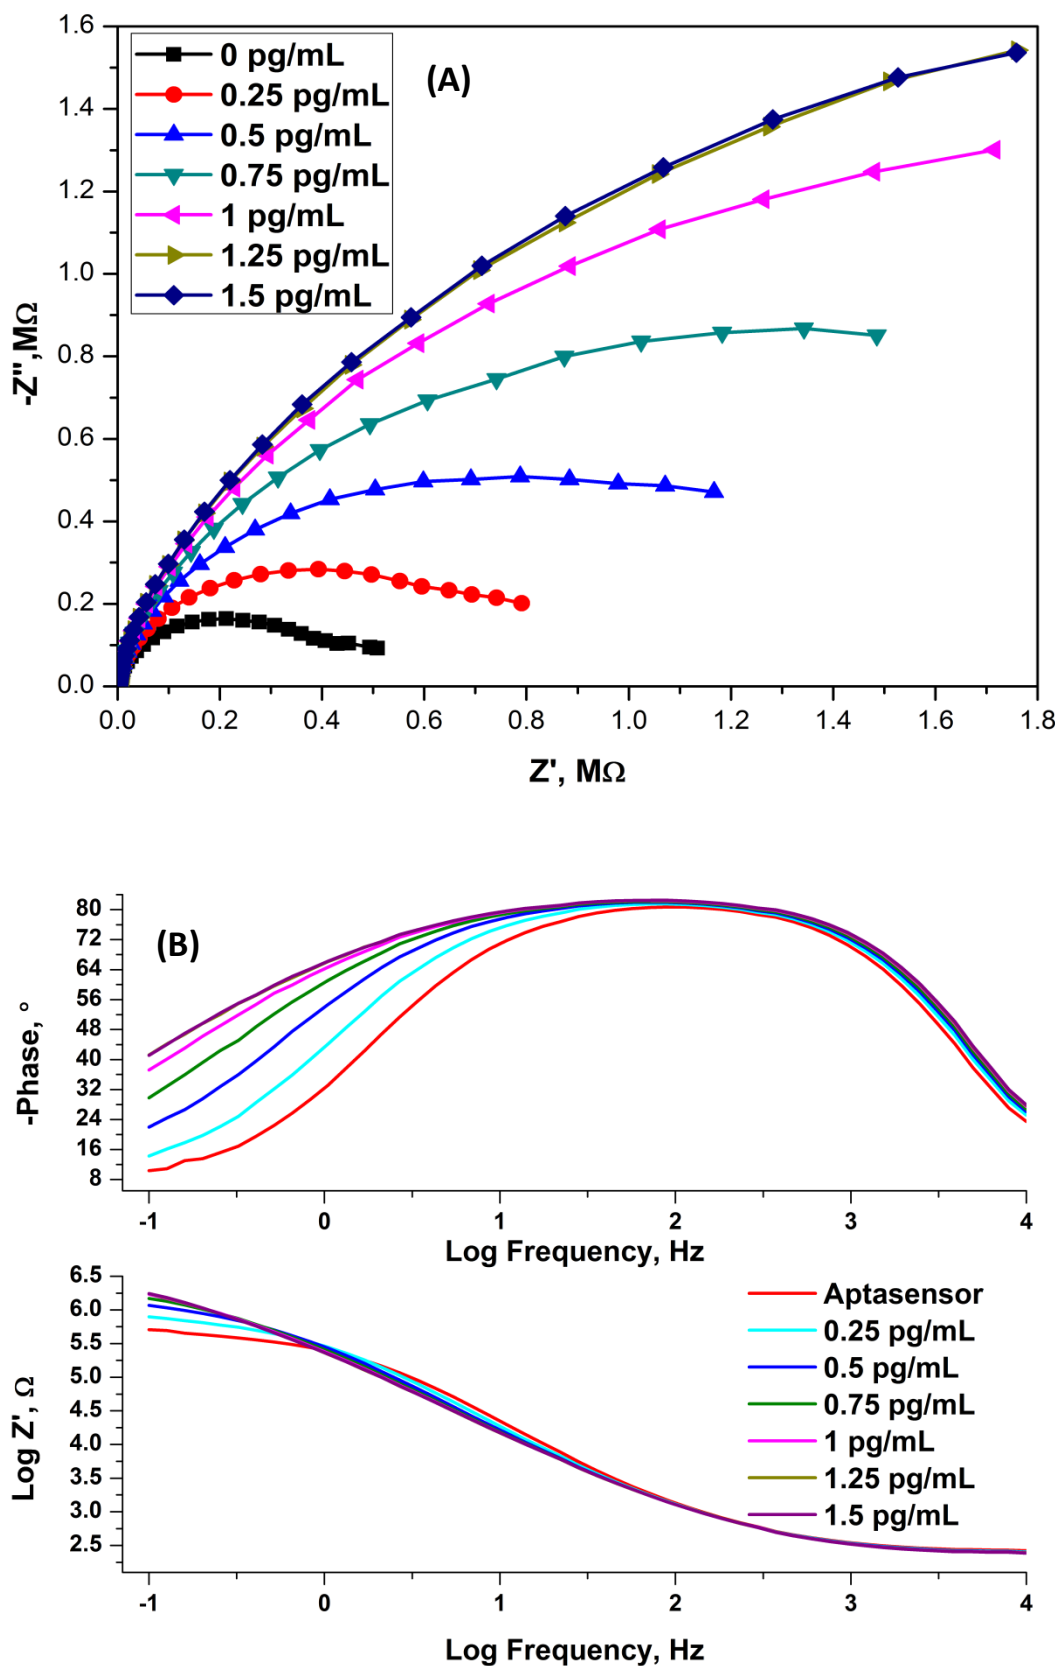 (A)
0 pg/mL
0.25 pg/mL
0.5 pg/mL
0.75 pg/mL
1 pg/mL
1.25 pg/mL
1.5 pg/mL
-Z'',MΩ
1.6
1.4
1.2
1.0
0.8
0.6
0.4
0.2
0.0
0.0 0.2 0.4 0.6 0.8 1.0 1.2 1.4 1.6 1.8
Z', MΩ
(B)
-Phase, °
80
72
64
56
48
40
32
24
16
8
-1 0 1 2 3 4
Log Frequency, Hz
Log Z', Ω
6.5
6.0
5.5
5.0
4.5
4.0
3.5
3.0
2.5
Aptasensor
0.25 pg/mL
0.5 pg/mL
0.75 pg/mL
1 pg/mL
1.25 pg/mL
1.5 pg/mL
-1 0 1 2 3 4
Log Frequency, Hz